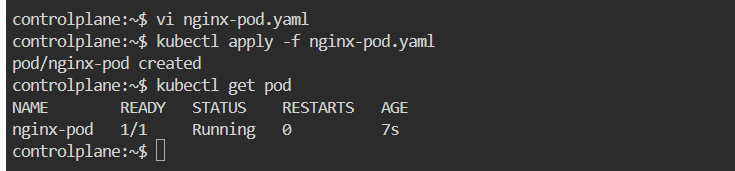 controlplane:~$ vi nginx-pod.yaml
controlplane:~$ kubectl apply -f nginx-pod.yaml
pod/nginx-pod created
controlplane:~$ kubectl get pod
NAME        READY   STATUS    RESTARTS   AGE
nginx-pod   1/1     Running   0          7s
controlplane:~$